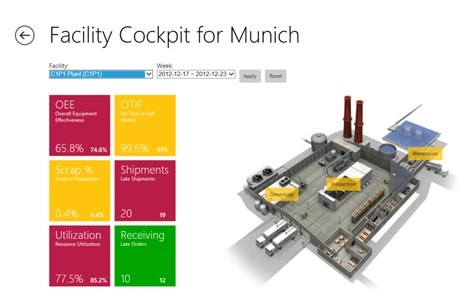 Facility Cockpit for Munich
Facility: Week:
C1P1 Plant (C1P1) 2012-12-17 ~ 2012-12-23 Apply Reset
OEE
Overall Equipment
Effectiveness
65.8% 74.6%
OTIF
On Time In Full
Orders
99.6% 91%
Scrap %
Scrap in Production
0.4% 0.4%
Shipments
Late Shipments
20 19
Utilization
Resource Utilization
77.5% 85.2%
Receiving
Late Orders
10 12
Warehouse
Production